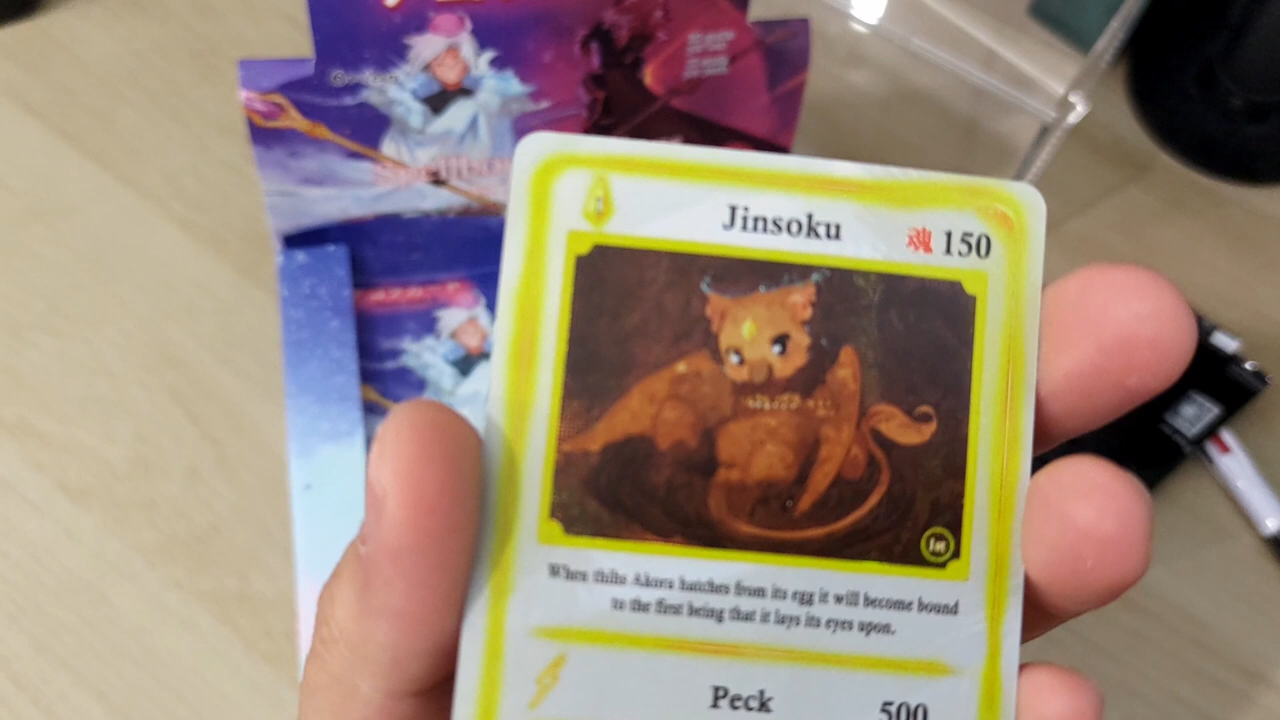 Jinsoku
魂 150
1st
When this Akora hatches from its egg it will become bound
to the first being that it lays its eyes upon.
Peck
500